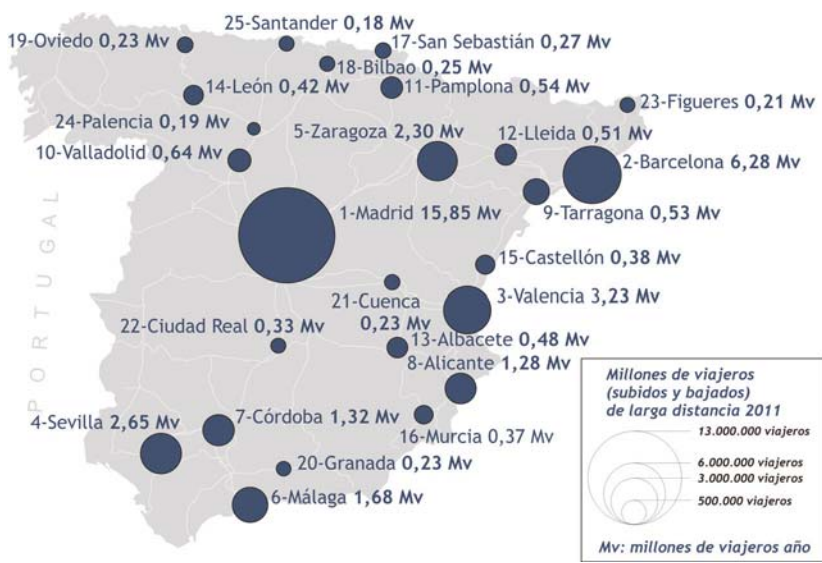 25-Santander 0,18 Mv
19-Oviedo 0,23 Mv
17-San Sebastián 0,27 Mv
18-Bilbao 0,25 Mv
14-León 0,42 Mv
11-Pamplona 0,54 Mv
23-Figueres 0,21 Mv
24-Palencia 0,19 Mv
5-Zaragoza 2,30 Mv
12-Lleida 0,51 Mv
10-Valladolid 0,64 Mv
2-Barcelona 6,28 Mv
1-Madrid 15,85 Mv
9-Tarragona 0,53 Mv
PORTUGAL
15-Castellón 0,38 Mv
21-Cuenca
0,23 Mv
3-Valencia 3,23 Mv
22-Ciudad Real 0,33 Mv
13-Albacete 0,48 Mv
8-Alicante 1,28 Mv
4-Sevilla 2,65 Mv
7-Córdoba 1,32 Mv
16-Murcia 0,37 Mv
20-Granada 0,23 Mv
6-Málaga 1,68 Mv
Millones de viajeros
(subidos y bajados)
de larga distancia 2011
13.000.000 viajeros
6.000.000 viajeros
3.000.000 viajeros
500.000 viajeros
Mv: millones de viajeros año